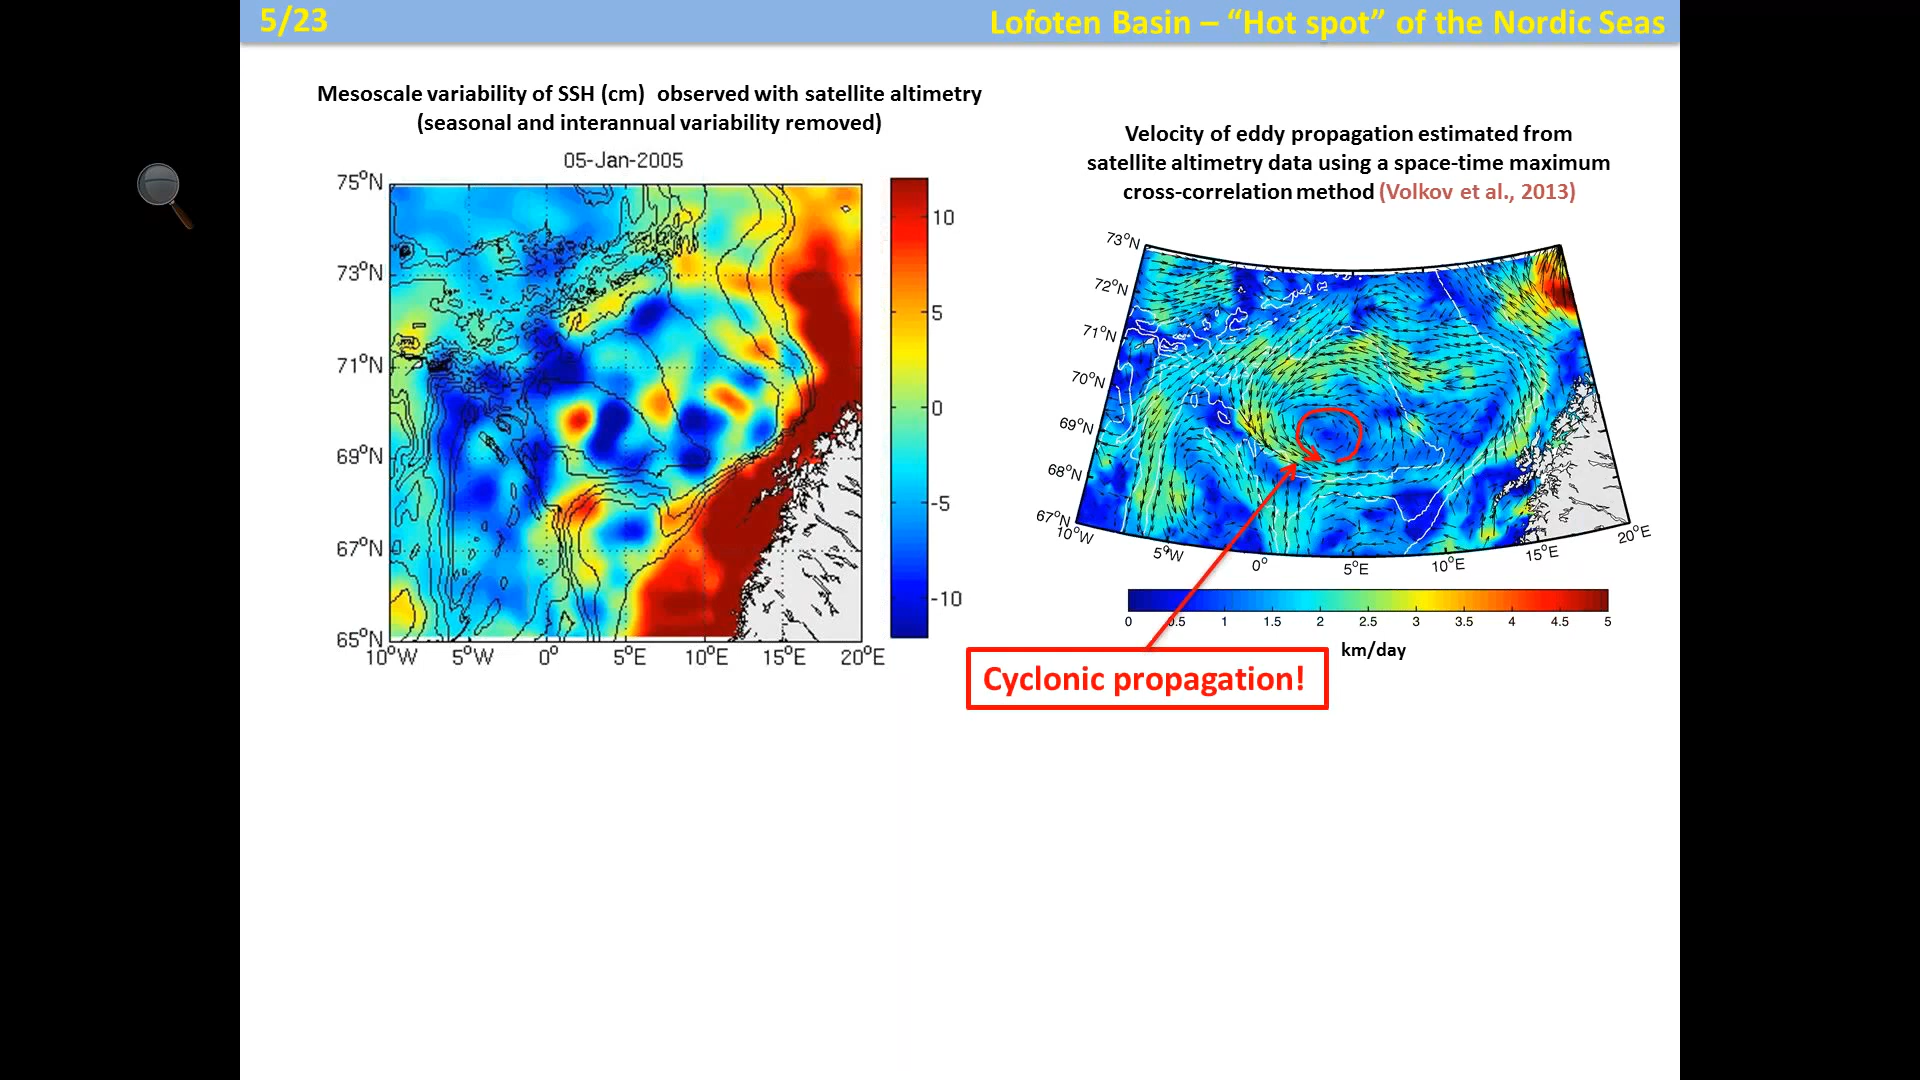 5/23
Lofoten Basin – “Hot spot” of the Nordic Seas
Mesoscale variability of SSH (cm) observed with satellite altimetry
(seasonal and interannual variability removed)
05-Jan-2005
75°N
73°N
71°N
69°N
67°N
65°N
10°W 5°W 0° 5°E 10°E 15°E 20°E
10
5
0
-5
-10
Velocity of eddy propagation estimated from
satellite altimetry data using a space-time maximum
cross-correlation method (Volkov et al., 2013)
73°N
72°N
71°N
70°N
69°N
68°N
67°N
10°W 5°W 0° 5°E 10°E 15°E 20°E
0 0.5 1 1.5 2 2.5 3 3.5 4 4.5 5
km/day
Cyclonic propagation!